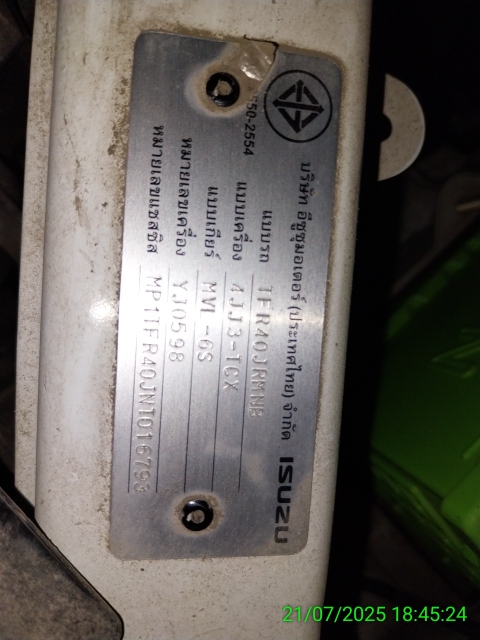 2550-2554
บริษัท อีซูซุมอเตอร์ (ประเทศไทย) จำกัด ISUZU
แบบรถ TFR40JRMNE
แบบเครื่อง 4JJ3-TCX
แบบเกียร์ MVL-6S
หมายเลขเครื่อง YJ0598
หมายเลขแชสซิส MP1TFR40JNT016793
21/07/2025 18:45:24